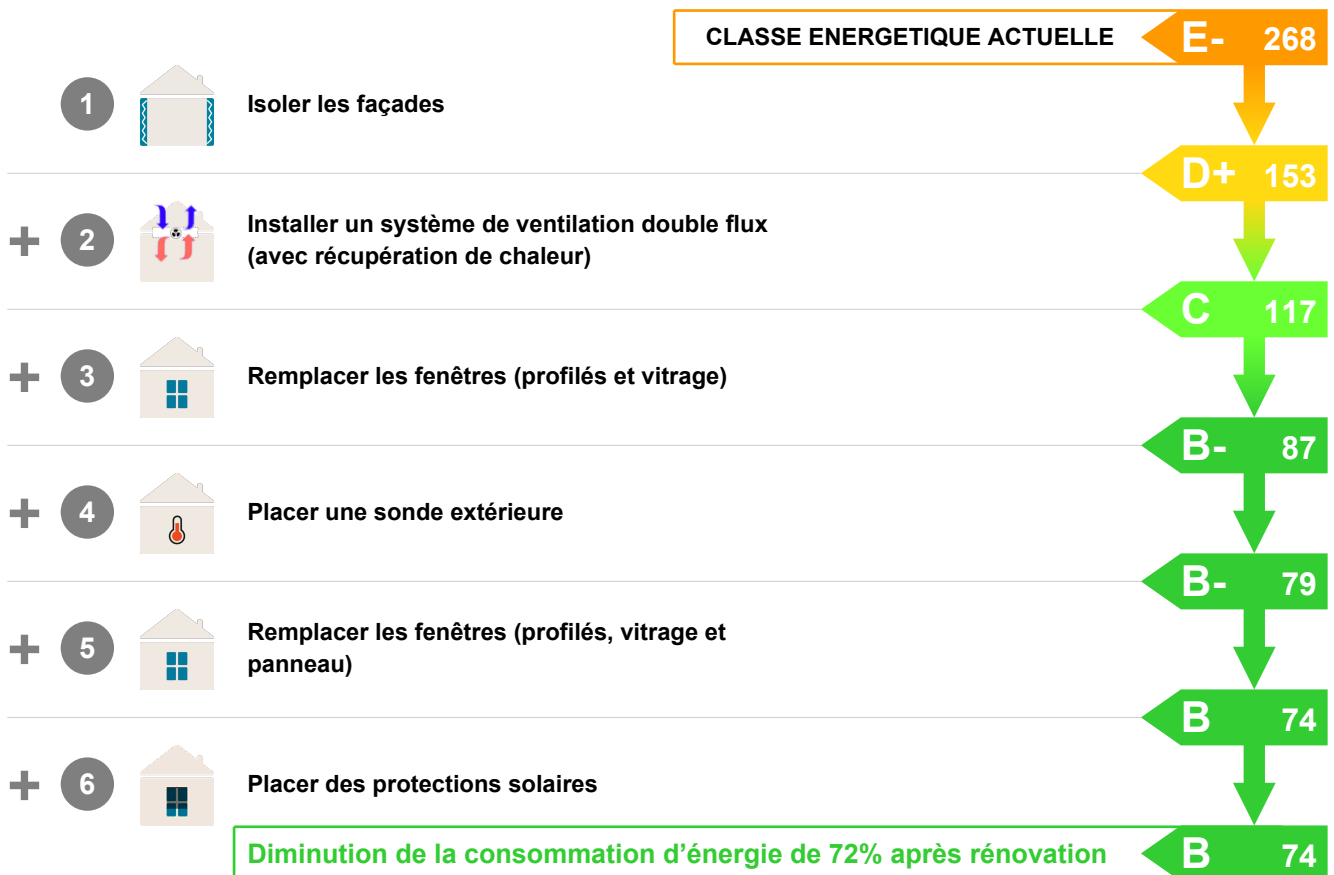 CLASSE ENERGETIQUE ACTUELLE E- 268
1 Isoler les façades
D+ 153
+ 2 Installer un système de ventilation double flux
(avec récupération de chaleur)
C 117
+ 3 Remplacer les fenêtres (profilés et vitrage)
B- 87
+ 4 Placer une sonde extérieure
B- 79
+ 5 Remplacer les fenêtres (profilés, vitrage et
panneau)
B 74
+ 6 Placer des protections solaires
Diminution de la consommation d’énergie de 72% après rénovation B 74